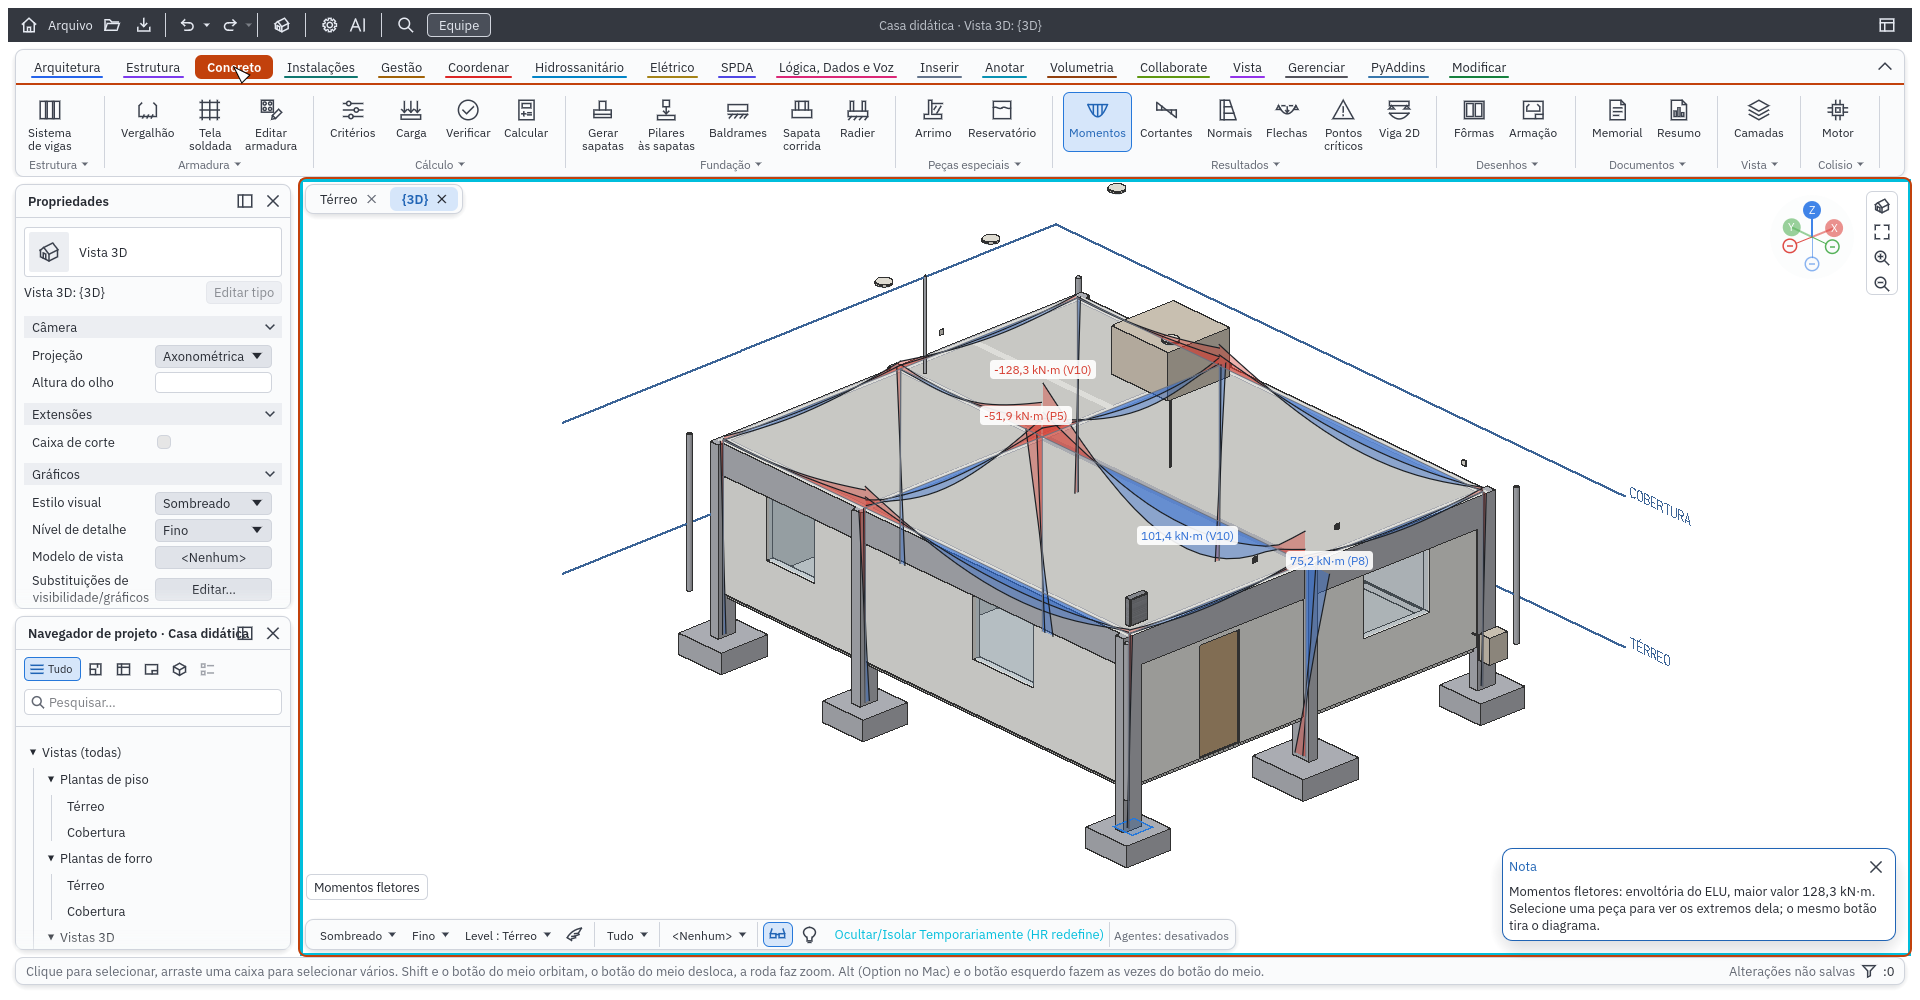 Arquivo
AI
Equipe
Casa didática · Vista 3D: {3D}
Arquitetura
Estrutura
Concreto
Instalações
Gestão
Coordenar
Hidrossanitário
Elétrico
SPDA
Lógica, Dados e Voz
Inserir
Anotar
Volumetria
Collaborate
Vista
Gerenciar
PyAddins
Modificar
Sistema
de vigas
Vergalhão
Tela
soldada
Editar
armadura
Critérios
Carga
Verificar
Calcular
Gerar
sapatas
Pilares
às sapatas
Baldrames
Sapata
corrida
Radier
Arrimo
Reservatório
Momentos
Cortantes
Normais
Flechas
Pontos
críticos
Viga 2D
Fôrmas
Armação
Memorial
Resumo
Camadas
Motor
Estrutura
Armadura
Cálculo
Fundação
Peças especiais
Resultados
Desenhos
Documentos
Vista
Colisio
Propriedades
Vista 3D
Vista 3D: {3D}
Editar tipo
Câmera
Projeção
Axonométrica
Altura do olho
Extensões
Caixa de corte
Gráficos
Estilo visual
Sombreado
Nível de detalhe
Fino
Modelo de vista
<Nenhum>
Substituições de
visibilidade/gráficos
Editar...
Navegador de projeto · Casa didática
Tudo
Pesquisar...
Vistas (todas)
Plantas de piso
Térreo
Cobertura
Plantas de forro
Térreo
Cobertura
Vistas 3D
Térreo
{3D}
Z
Y
X
-128,3 kN·m (V10)
-51,9 kN·m (P5)
101,4 kN·m (V10)
75,2 kN·m (P8)
COBERTURA
TÉRREO
Momentos fletores
Nota
Momentos fletores: envoltória do ELU, maior valor 128,3 kN·m.
Selecione uma peça para ver os extremos dela; o mesmo botão
tira o diagrama.
Sombreado
Fino
Level : Térreo
Tudo
<Nenhum>
Ocultar/Isolar Temporariamente (HR redefine)
Agentes: desativados
Clique para selecionar, arraste uma caixa para selecionar vários. Shift e o botão do meio orbitam, o botão do meio desloca, a roda faz zoom. Alt (Option no Mac) e o botão esquerdo fazem as vezes do botão do meio.
Alterações não salvas
:0